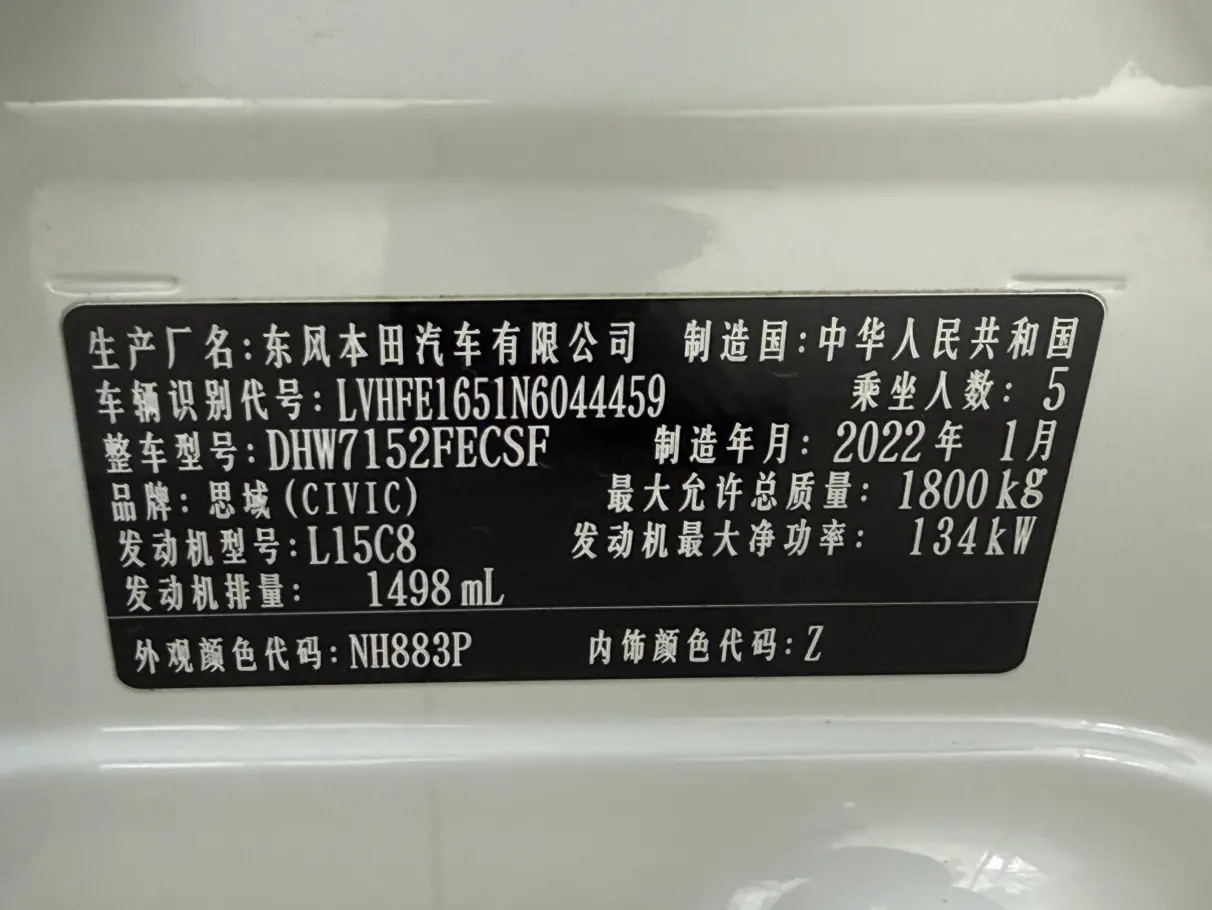 生产厂名:东风本田汽车有限公司 制造国:中华人民共和国
车辆识别代号:LVHFE1651N6044459 乘坐人数:5
整车型号:DHW7152FECSF 制造年月:2022年 1月
品牌:思域(CIVIC) 最大允许总质量:1800kg
发动机型号:L15C8 发动机最大净功率:134kW
发动机排量: 1498mL
外观颜色代码:NH883P 内饰颜色代码:Z